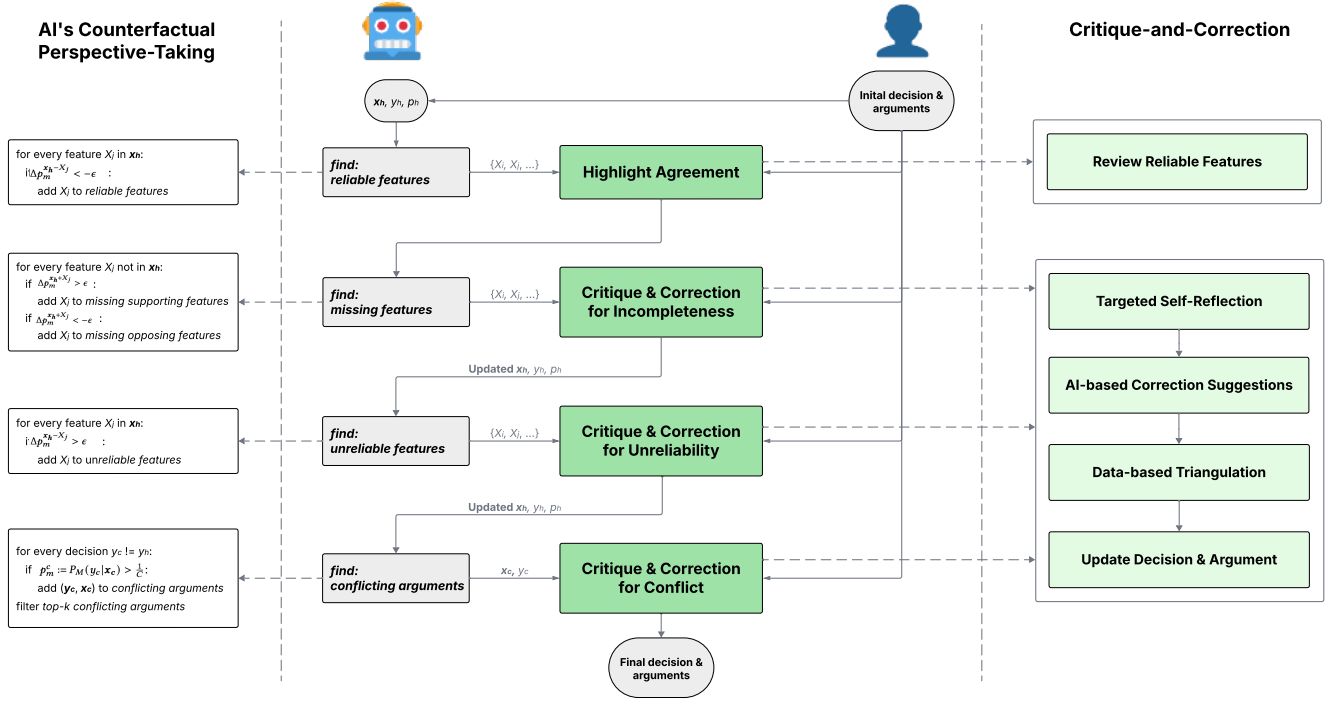 AI's Counterfactual
Perspective-Taking
Critique-and-Correction
xh, yh, ph
Inital decision &
arguments
for every feature Xj in xh:
if Δp_m^{xh−Xj} < −ϵ :
add Xj to reliable features
find:
reliable features
{Xi, Xj, ...}
Highlight Agreement
Review Reliable Features
for every feature Xj not in xh:
if Δp_m^{xh+Xj} > ϵ :
add Xj to missing supporting features
if Δp_m^{xh+Xj} < −ϵ :
add Xj to missing opposing features
find:
missing features
{Xi, Xj, ...}
Critique & Correction
for Incompleteness
Updated xh, yh, ph
for every feature Xj in xh:
if Δp_m^{xh−Xj} > ϵ :
add Xj to unreliable features
find:
unreliable features
{Xi, Xj, ...}
Critique & Correction
for Unreliability
Updated xh, yh, ph
for every decision yc != yh:
if p_m^c := P_M(yc|xc) > 1/C :
add (yc, xc) to conflicting arguments
filter top-k conflicting arguments
find:
conflicting arguments
xc, yc
Critique & Correction
for Conflict
Final decision &
arguments
Targeted Self-Reflection
AI-based Correction Suggestions
Data-based Triangulation
Update Decision & Argument